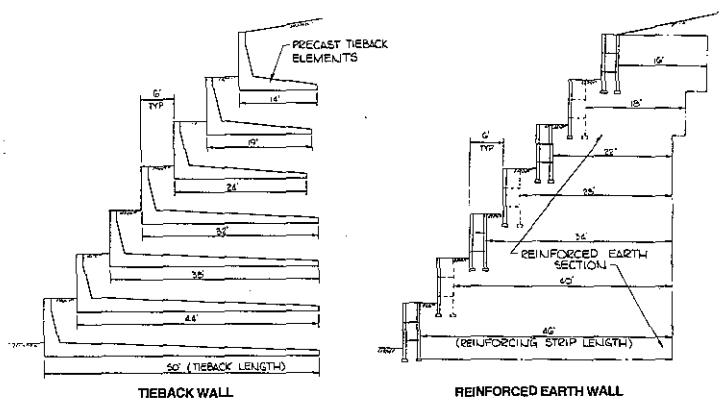 PRECAST TIEBACK
ELEMENTS
14'
6'
TYP
19'
24'
32'
38'
44'
50' (TIEBACK LENGTH)
TIEBACK WALL
16'
18'
6'
TYP
22'
28'
34'
REINFORCED EARTH
SECTION
40'
46'
(REINFORCING STRIP LENGTH)
REINFORCED EARTH WALL